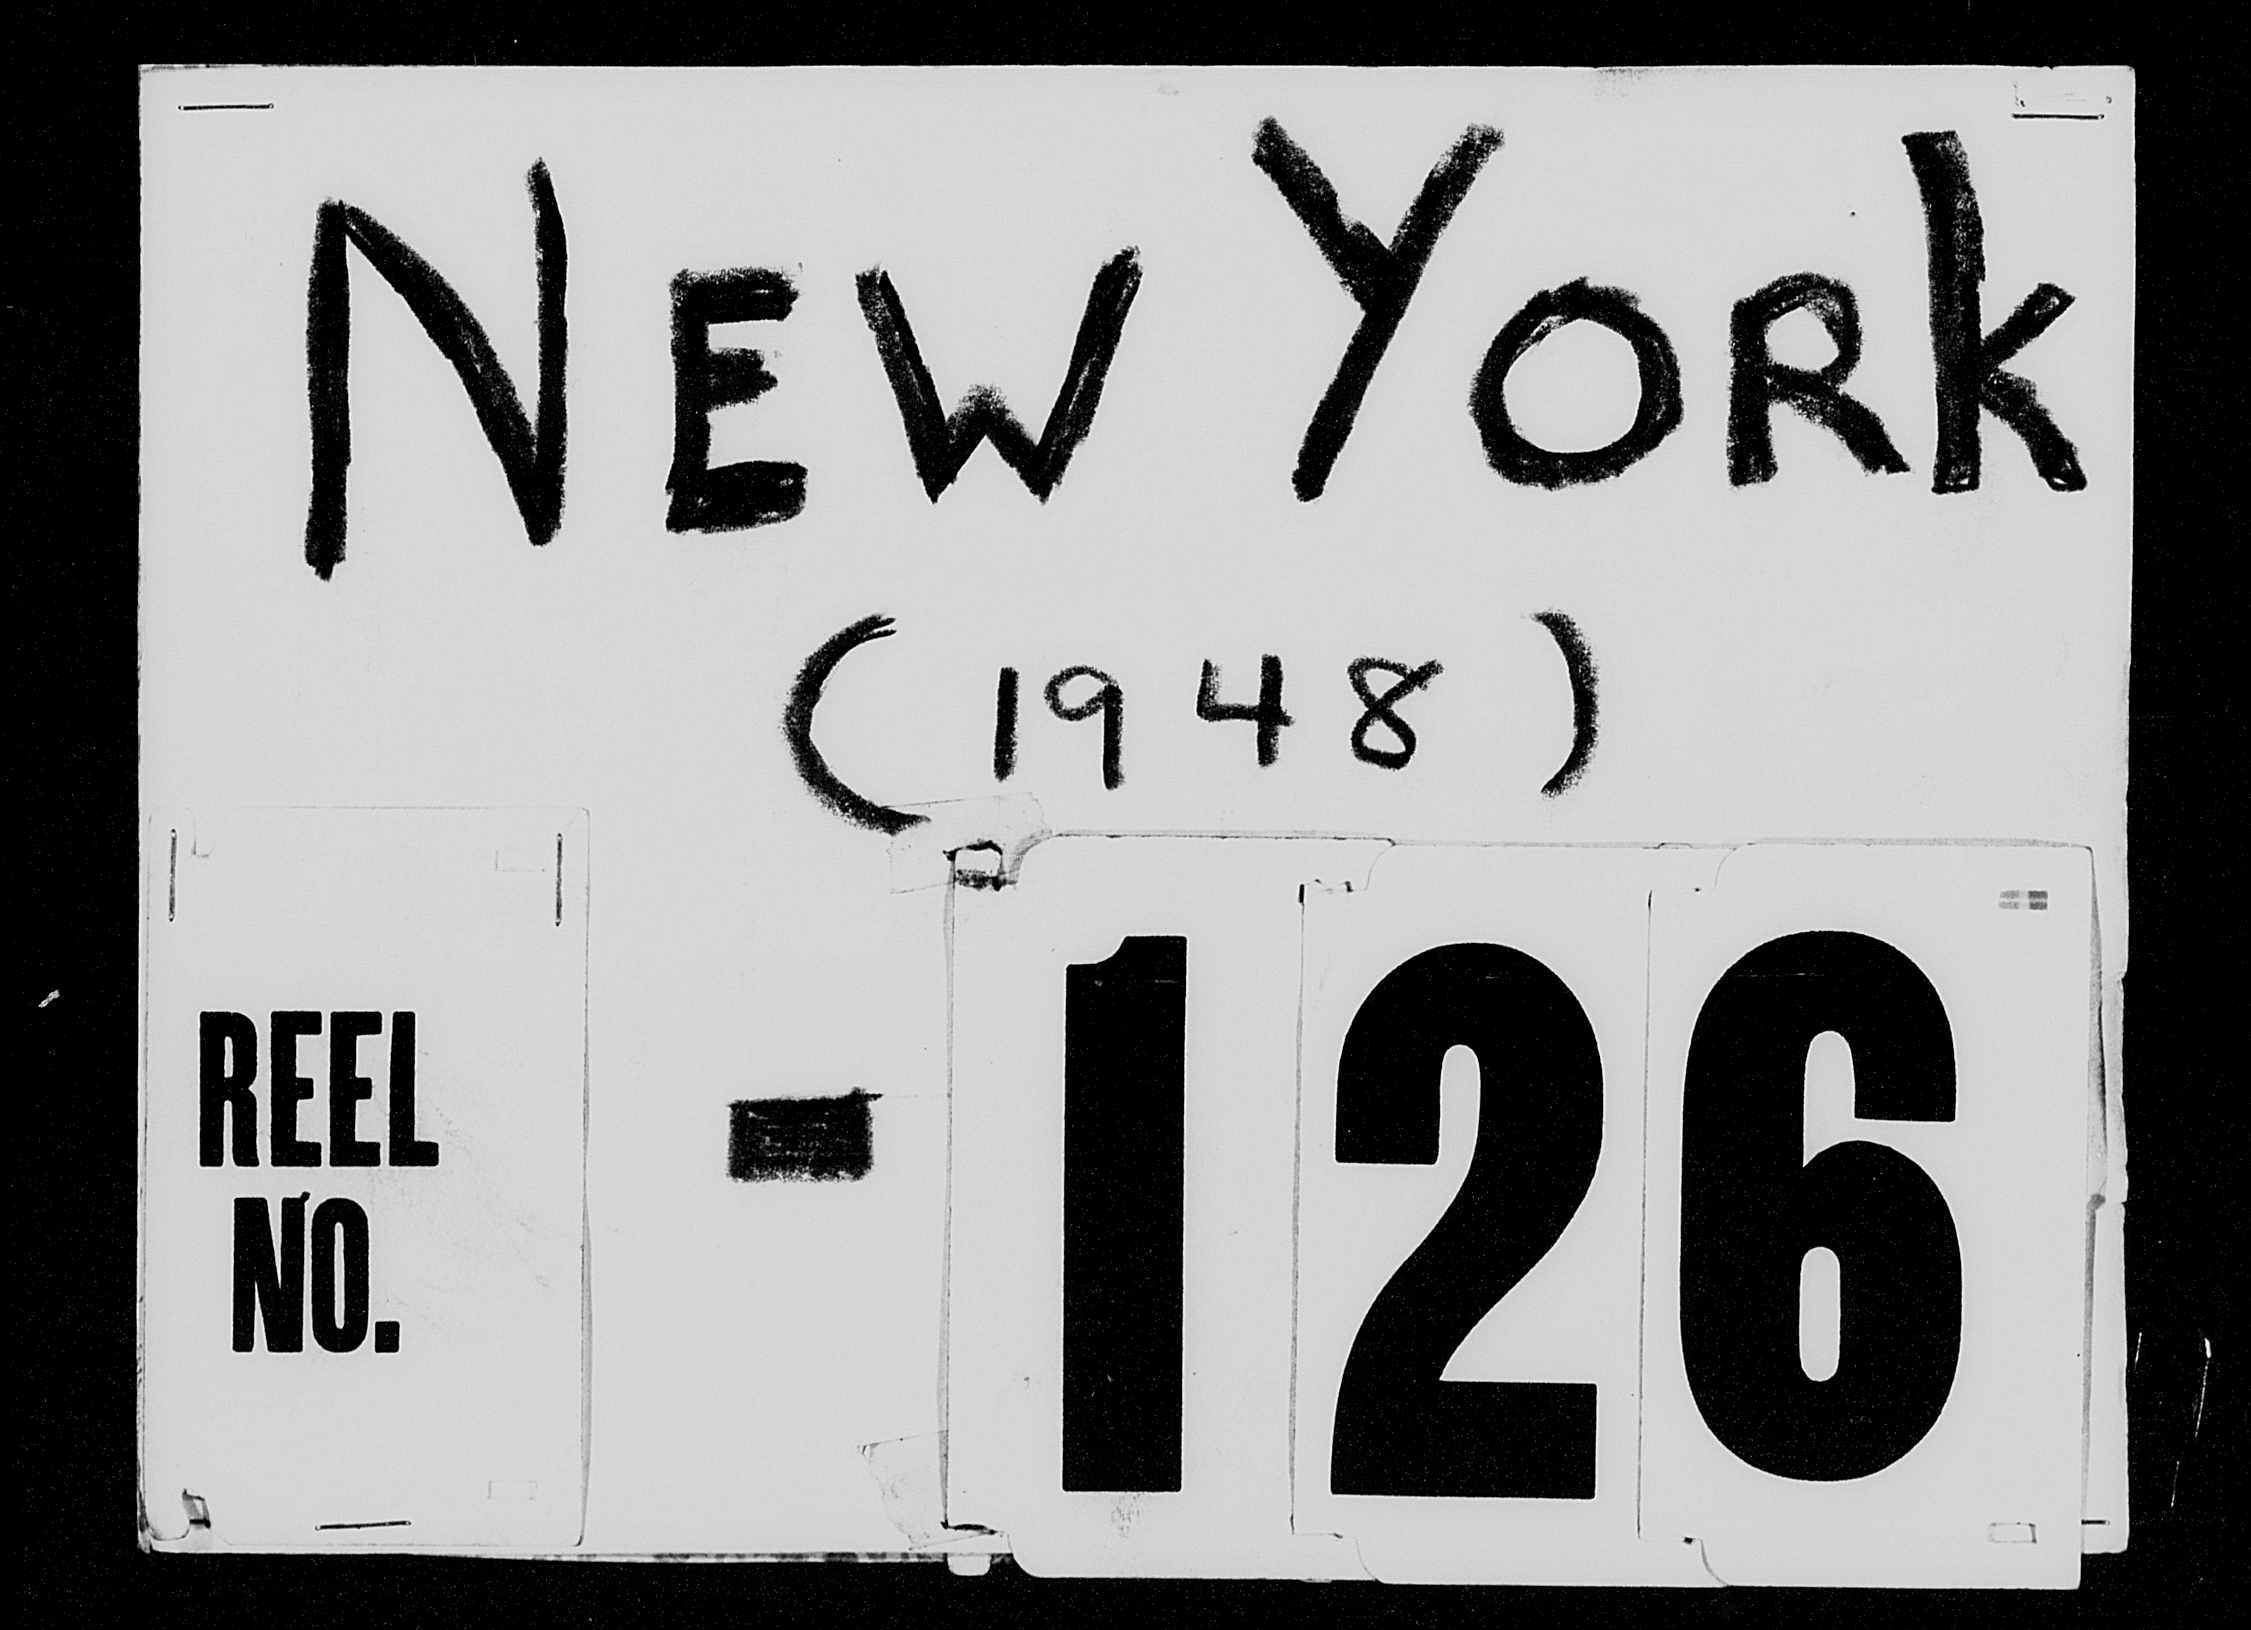 NEW YORK
(1948)
REEL
NO.
- 126